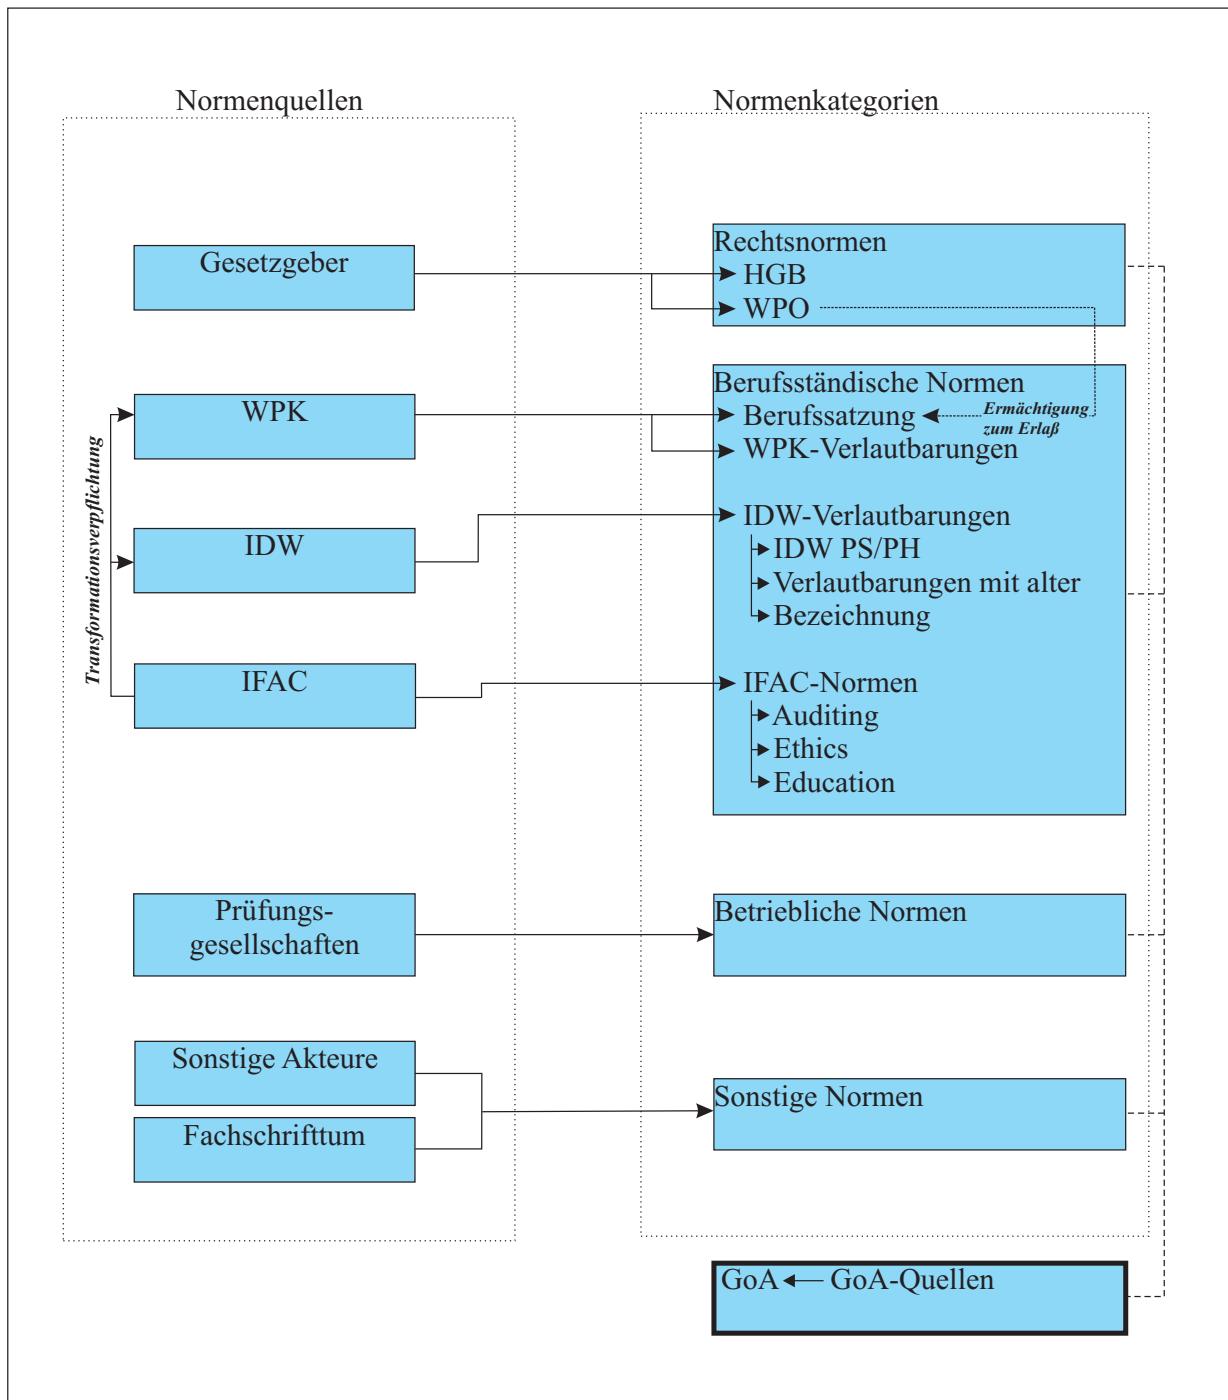 Normenquellen
Normenkategorien
Gesetzgeber
Rechtsnormen
HGB
WPO
Transformationsverpflichtung
WPK
Berufsständische Normen
Berufssatzung
Ermächtigung
zum Erlaß
WPK-Verlautbarungen
IDW
IDW-Verlautbarungen
IDW PS/PH
Verlautbarungen mit alter
Bezeichnung
IFAC
IFAC-Normen
Auditing
Ethics
Education
Prüfungs-
gesellschaften
Betriebliche Normen
Sonstige Akteure
Fachschrifttum
Sonstige Normen
GoA GoA-Quellen